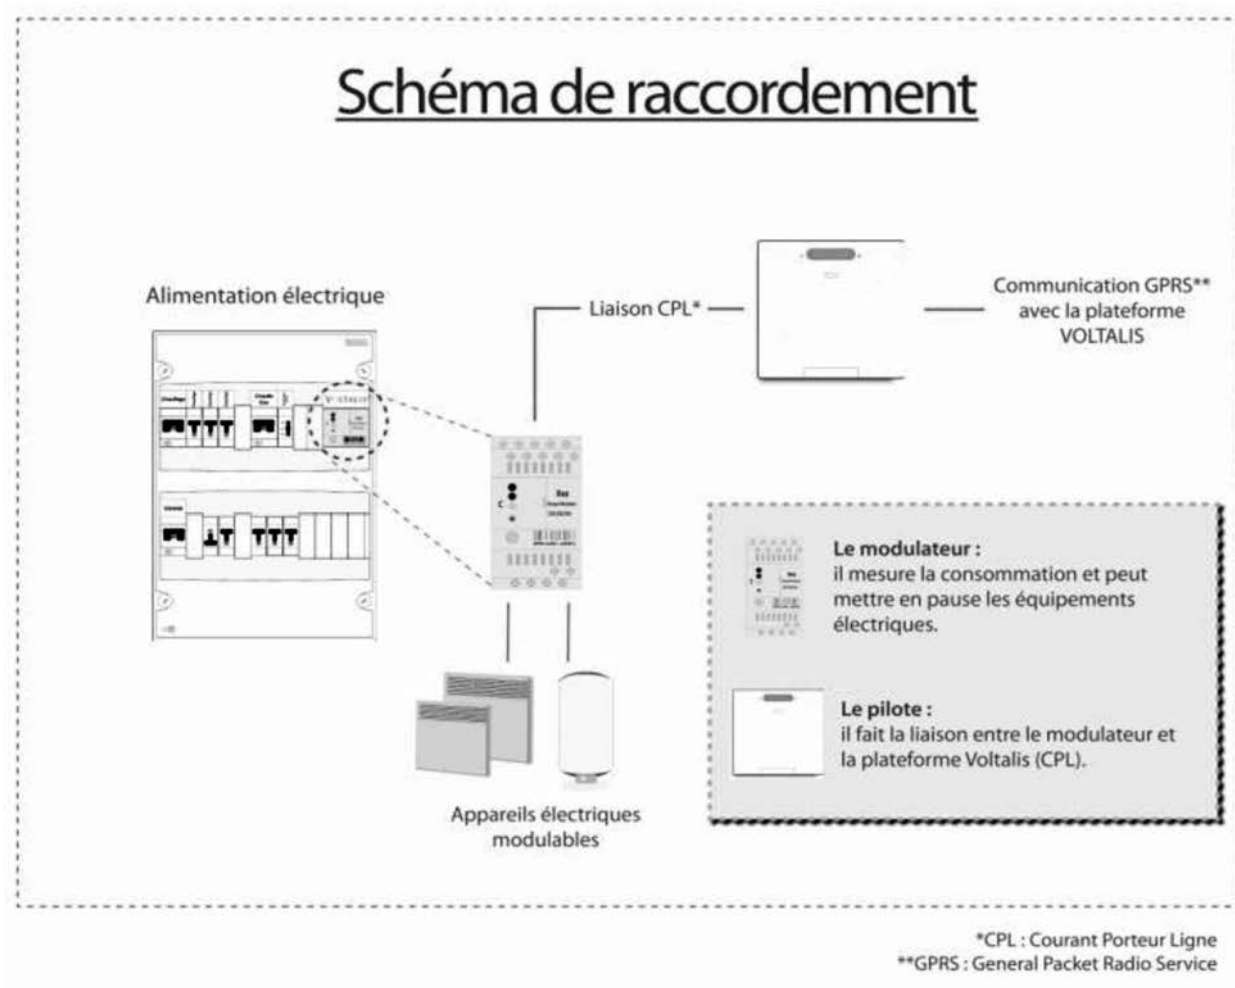 Schéma de raccordement
Alimentation électrique
Liaison CPL*
Communication GPRS**
avec la plateforme
VOLTALIS
Appareils électriques
modulables
Le modulateur :
il mesure la consommation et peut
mettre en pause les équipements
électriques.
Le pilote :
il fait la liaison entre le modulateur et
la plateforme Voltalis (CPL).
*CPL : Courant Porteur Ligne
**GPRS : General Packet Radio Service